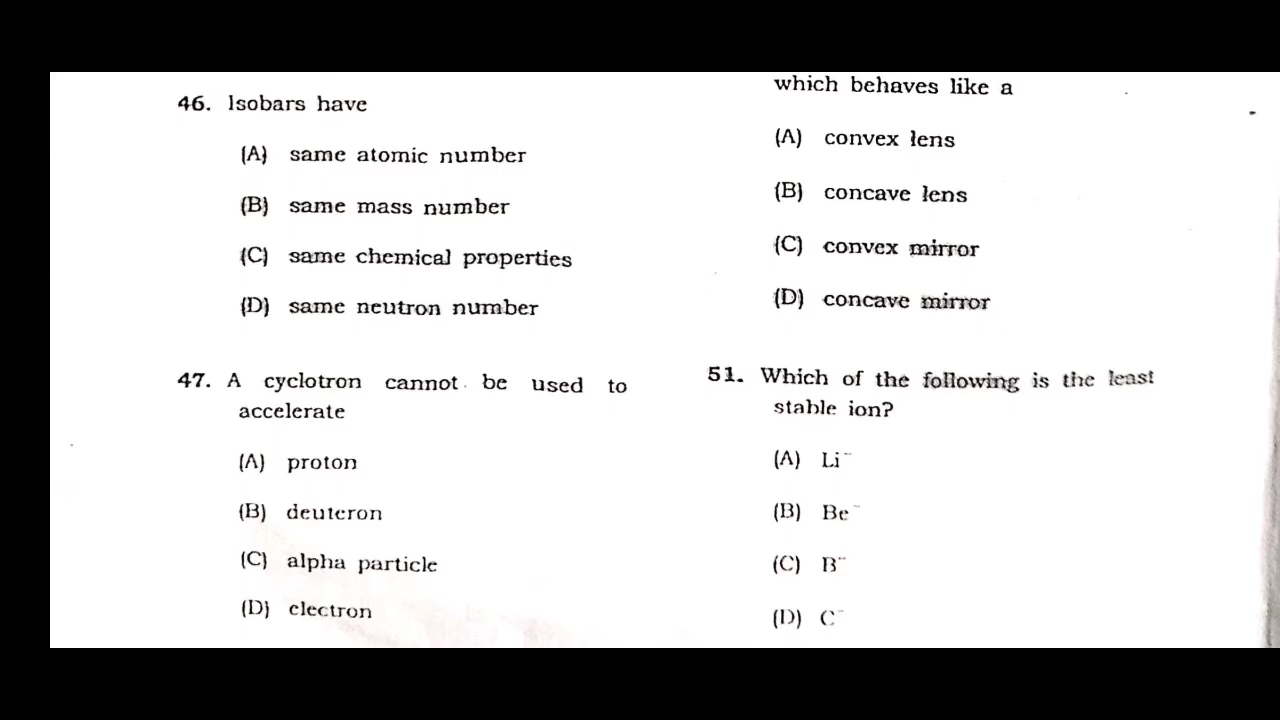 46. Isobars have
(A) same atomic number
(B) same mass number
(C) same chemical properties
(D) same neutron number
47. A cyclotron cannot be used to
accelerate
(A) proton
(B) deuteron
(C) alpha particle
(D) electron
which behaves like a
(A) convex lens
(B) concave lens
(C) convex mirror
(D) concave mirror
51. Which of the following is the least
stable ion?
(A) Li⁻
(B) Be⁻
(C) B⁻
(D) C⁻